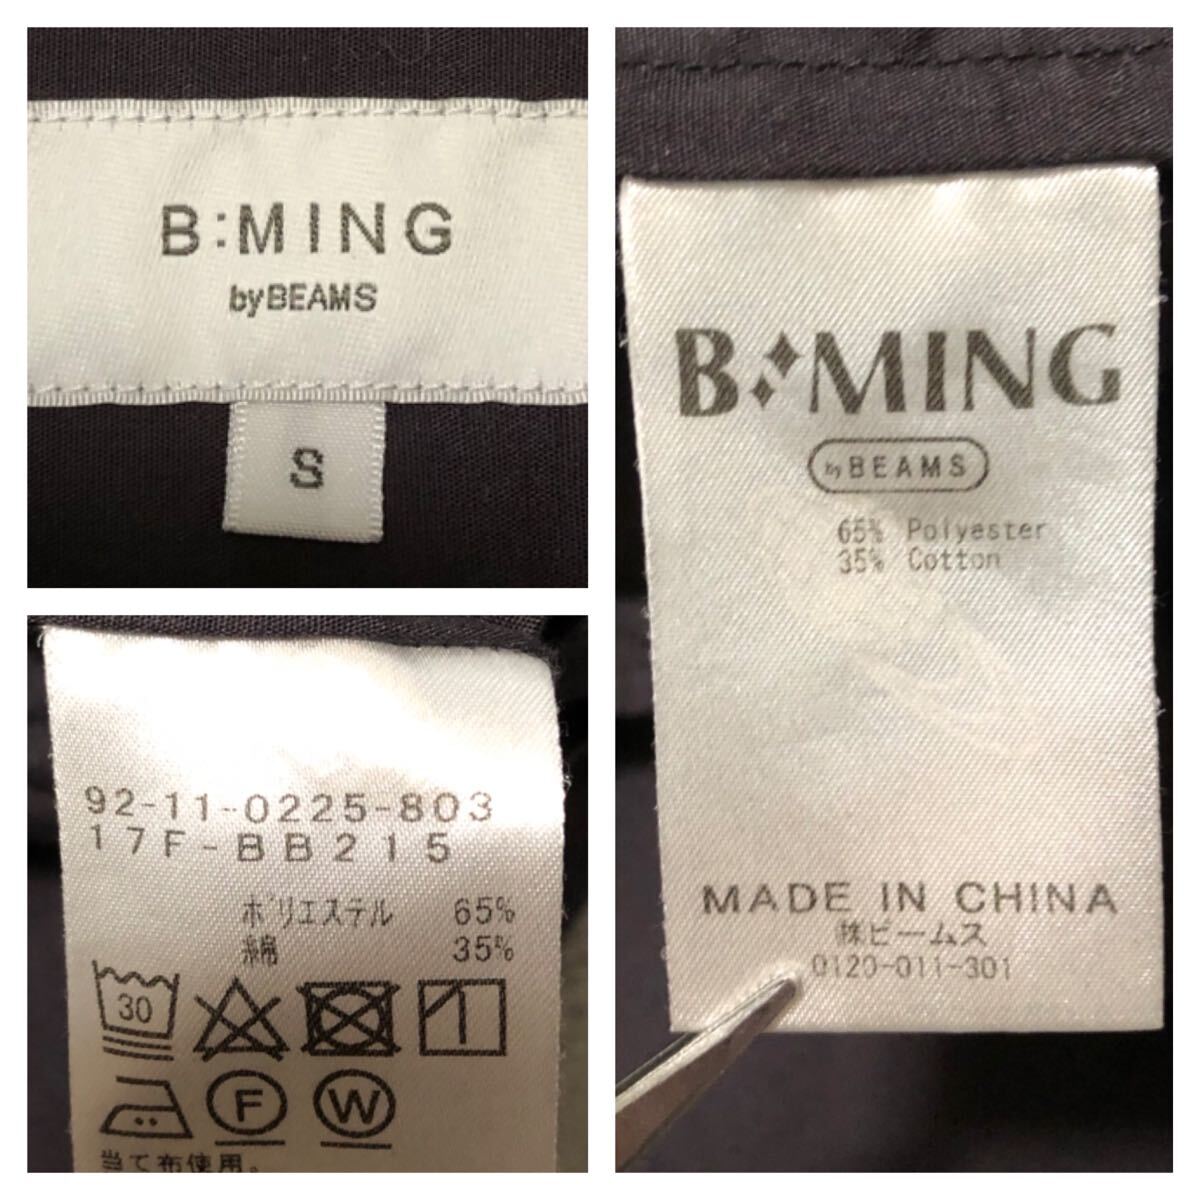 B:MING
byBEAMS
S
92-11-0225-803
17F-BB215
ポリエステル 65%
綿 35%
30
F W
当て布使用。
B:MING
by BEAMS
65% Polyester
35% Cotton
MADE IN CHINA
㈱ビームス
0120-011-301